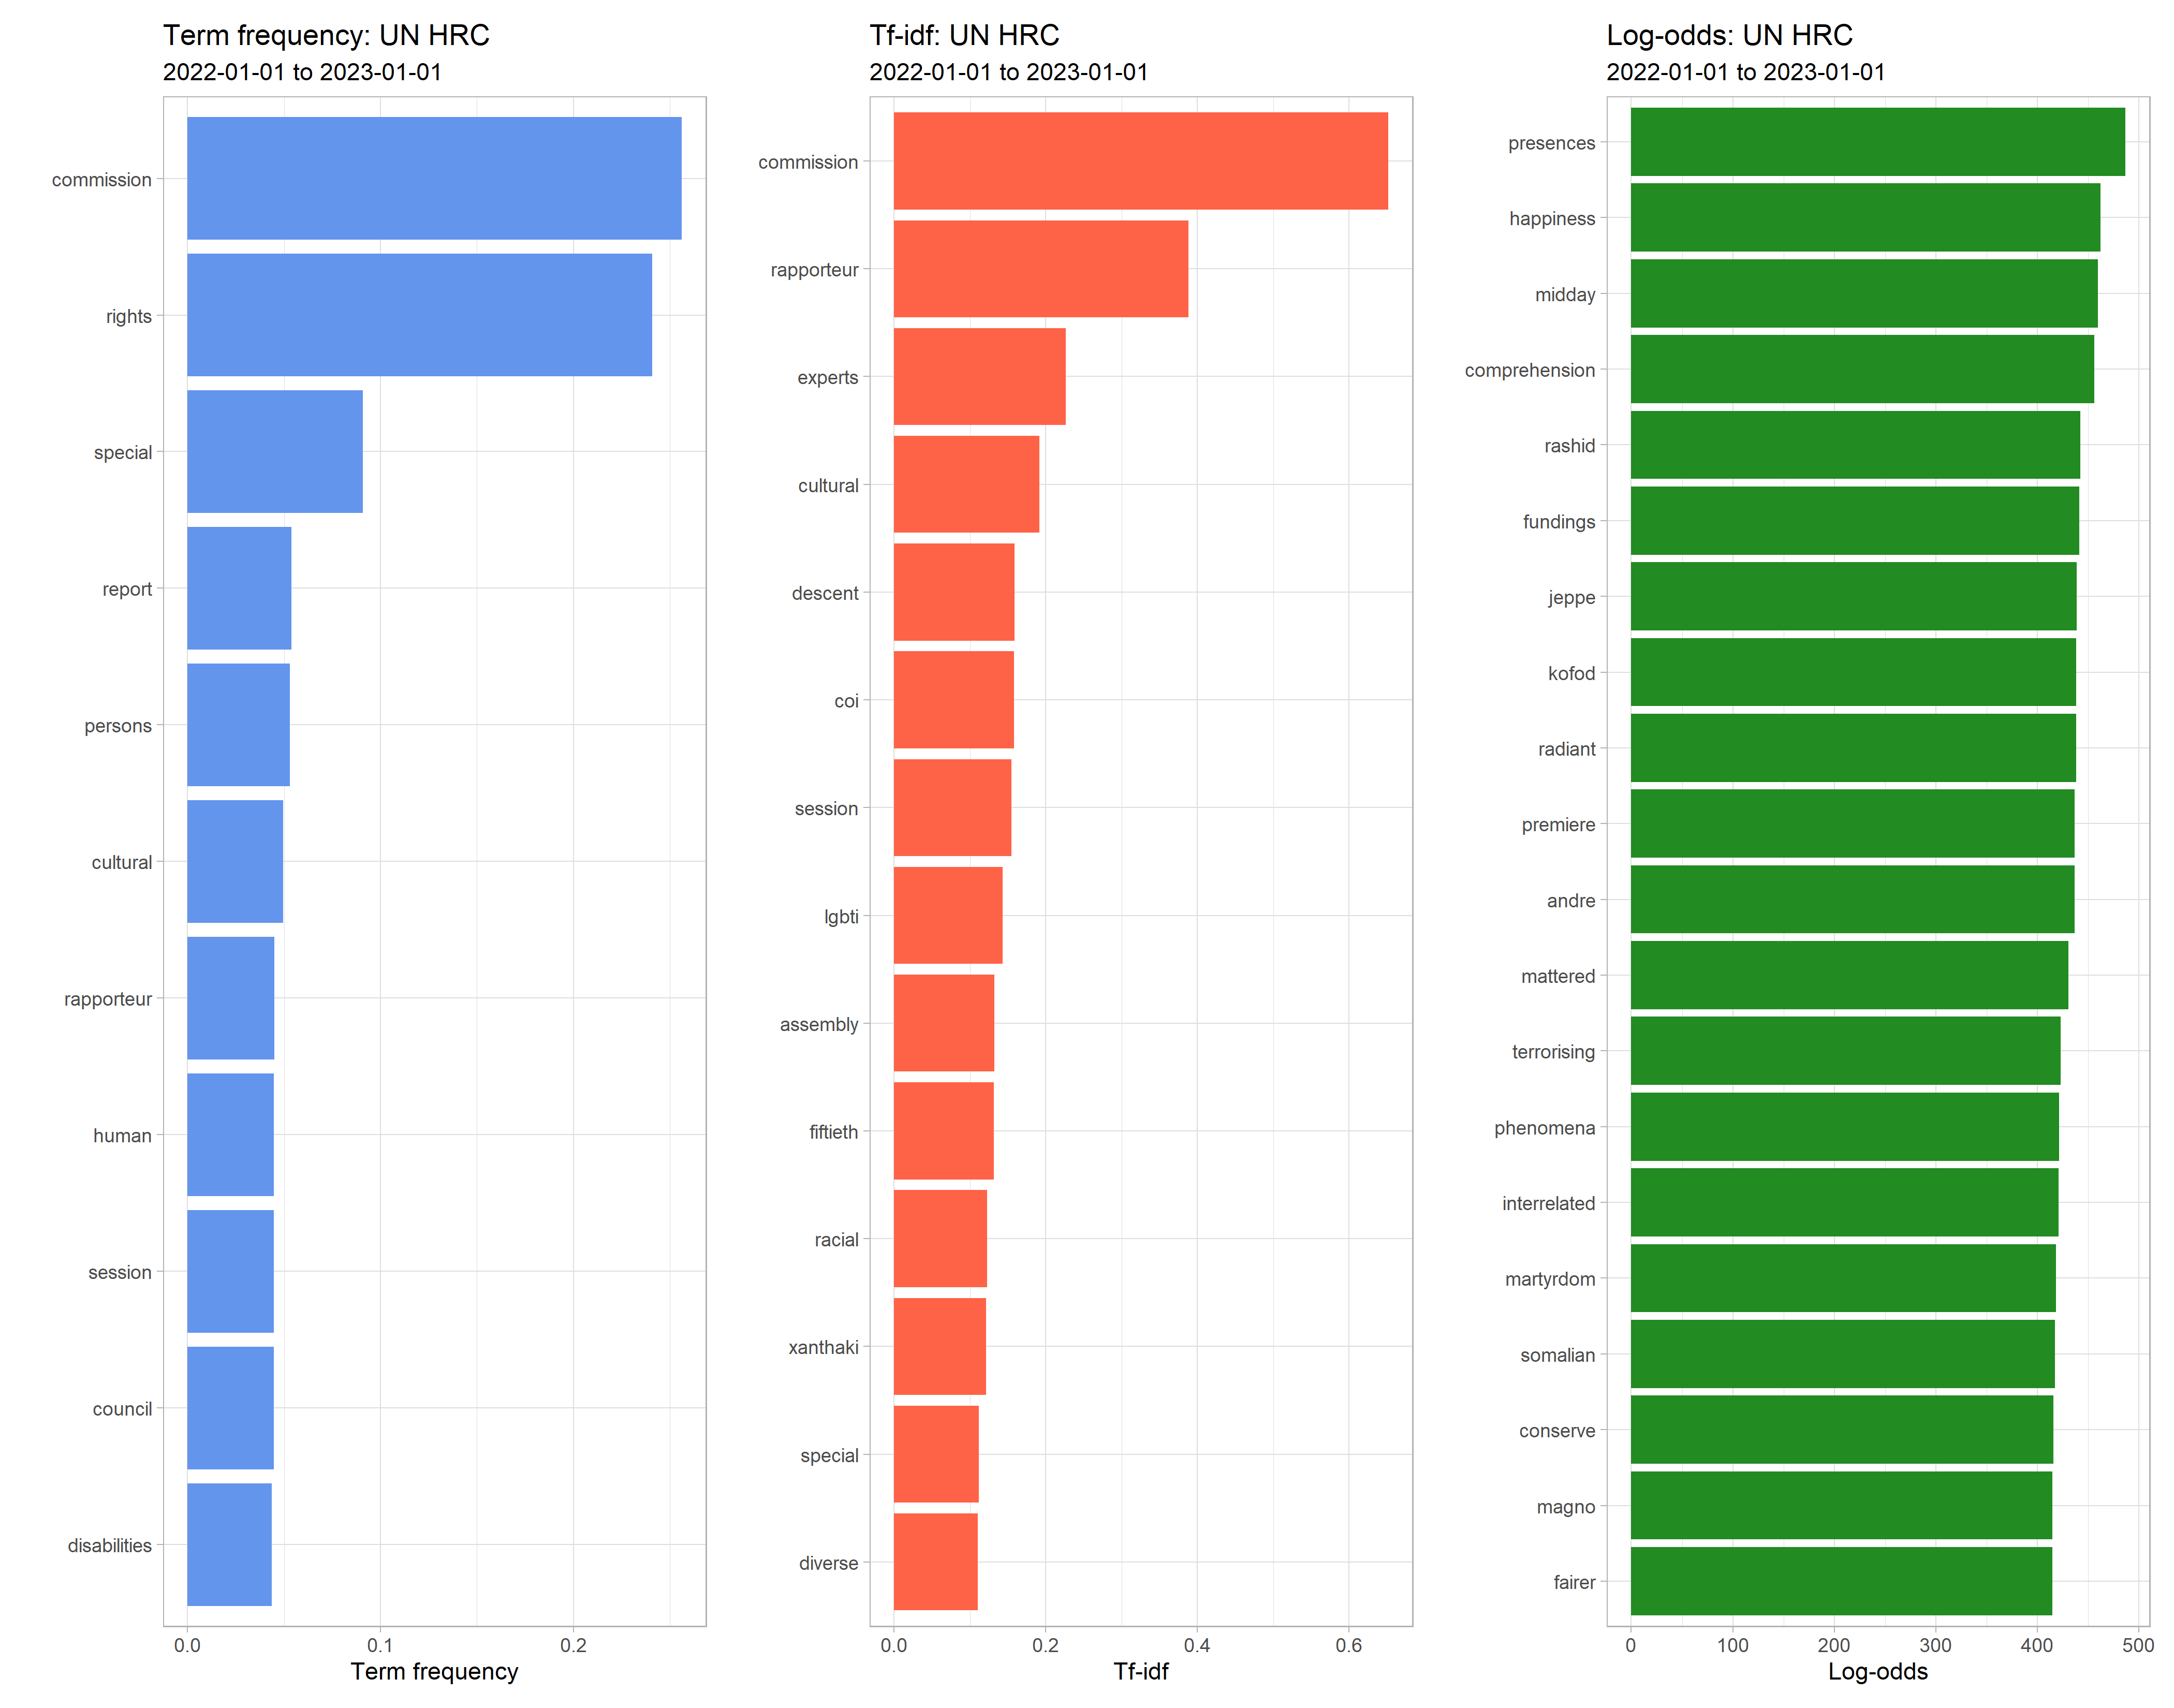 Term frequency: UN HRC
2022-01-01 to 2023-01-01
commission
rights
special
report
persons
cultural
rapporteur
human
session
council
disabilities
0.0 0.1 0.2
Term frequency
Tf-idf: UN HRC
2022-01-01 to 2023-01-01
commission
rapporteur
experts
cultural
descent
coi
session
lgbti
assembly
fiftieth
racial
xanthaki
special
diverse
0.0 0.2 0.4 0.6
Tf-idf
Log-odds: UN HRC
2022-01-01 to 2023-01-01
presences
happiness
midday
comprehension
rashid
fundings
jeppe
kofod
radiant
premiere
andre
mattered
terrorising
phenomena
interrelated
martyrdom
somalian
conserve
magno
fairer
0 100 200 300 400 500
Log-odds